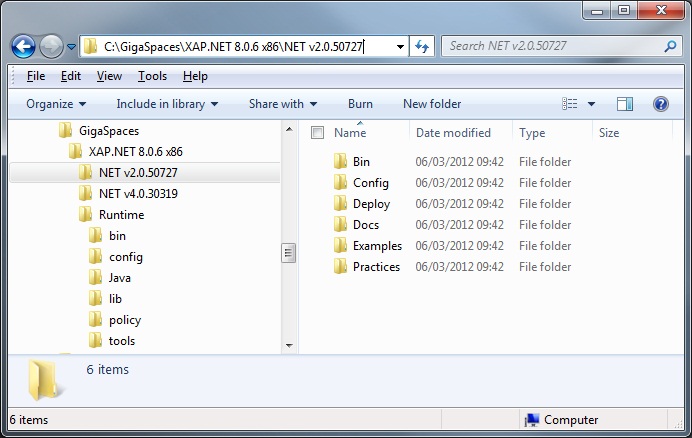 C:\GigaSpaces\XAP.NET 8.0.6 x86\NET v2.0.50727
Search NET v2.0.50727
File Edit View Tools Help
Organize Include in library Share with Burn New folder
GigaSpaces
XAP.NET 8.0.6 x86
NET v2.0.50727
NET v4.0.30319
Runtime
bin
config
Java
lib
policy
tools
Name Date modified Type Size
Bin 06/03/2012 09:42 File folder
Config 06/03/2012 09:42 File folder
Deploy 06/03/2012 09:42 File folder
Docs 06/03/2012 09:42 File folder
Examples 06/03/2012 09:42 File folder
Practices 06/03/2012 09:42 File folder
6 items
6 items Computer